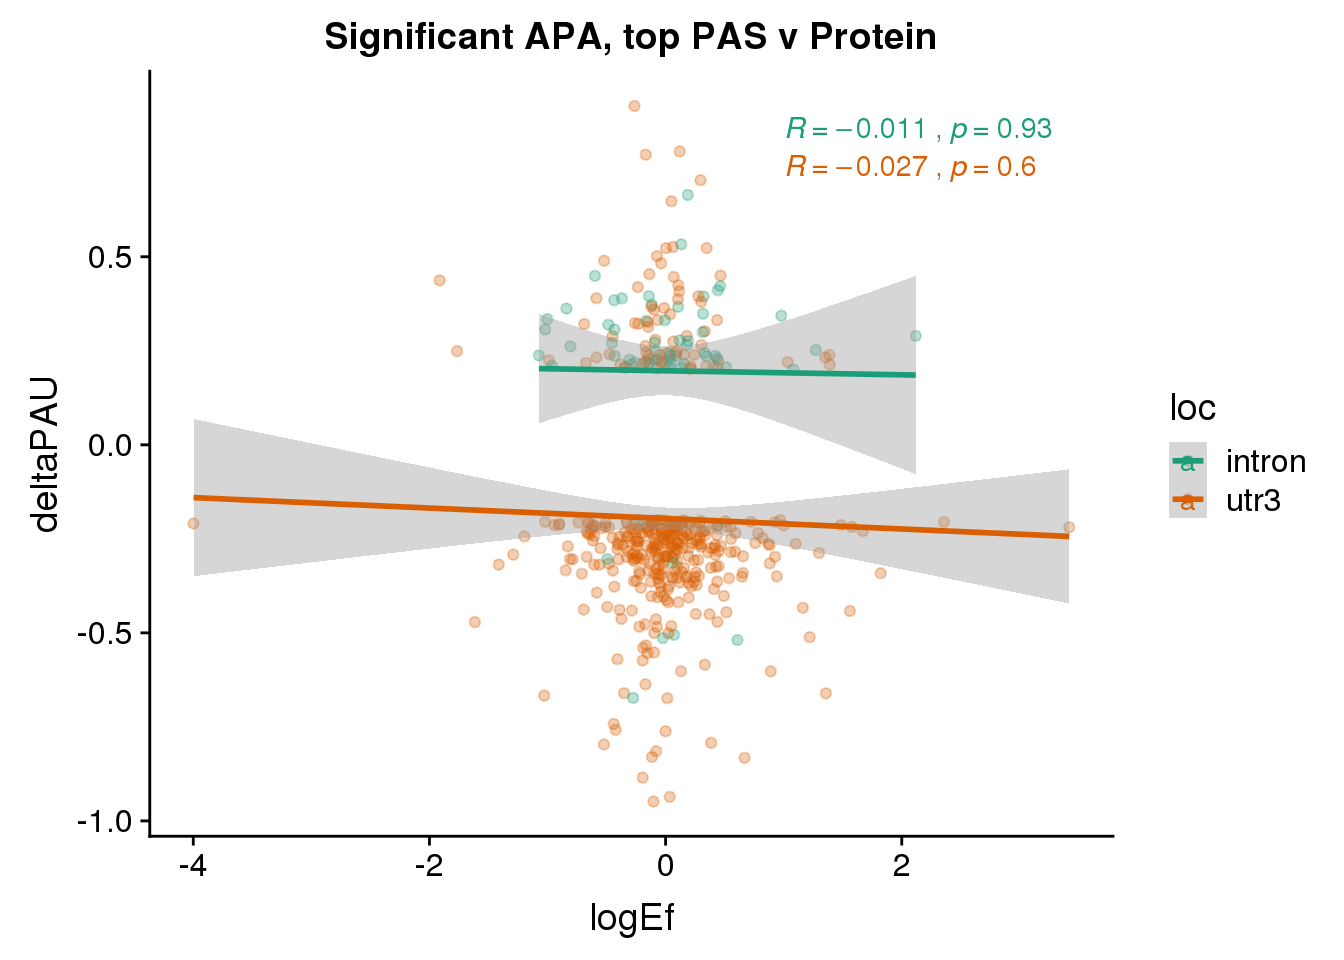 Significant APA, top PAS v Protein
R = −0.011 , p = 0.93
R = −0.027 , p = 0.6
0.5
0.0
-0.5
-1.0
deltaPAU
-4
-2
0
2
logEf
loc
a intron
a utr3